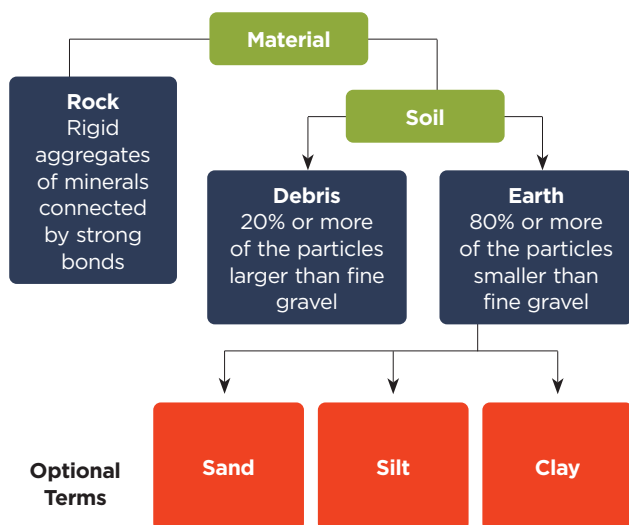 Material
Rock
Rigid
aggregates
of minerals
connected
by strong
bonds
Soil
Debris
20% or more
of the particles
larger than fine
gravel
Earth
80% or more
of the particles
smaller than
fine gravel
Optional
Terms
Sand
Silt
Clay